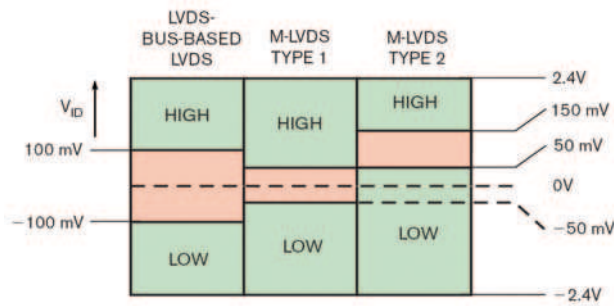 LVDS-
BUS-BASED
LVDS
M-LVDS
TYPE 1
M-LVDS
TYPE 2
VID
HIGH
HIGH
HIGH
2.4V
150 mV
100 mV
50 mV
0V
−100 mV
−50 mV
LOW
LOW
LOW
−2.4V